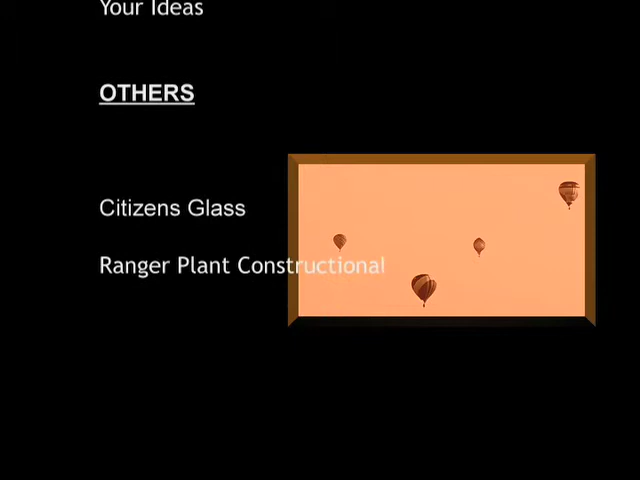 Your Ideas
OTHERS
Citizens Glass
Ranger Plant Constructional